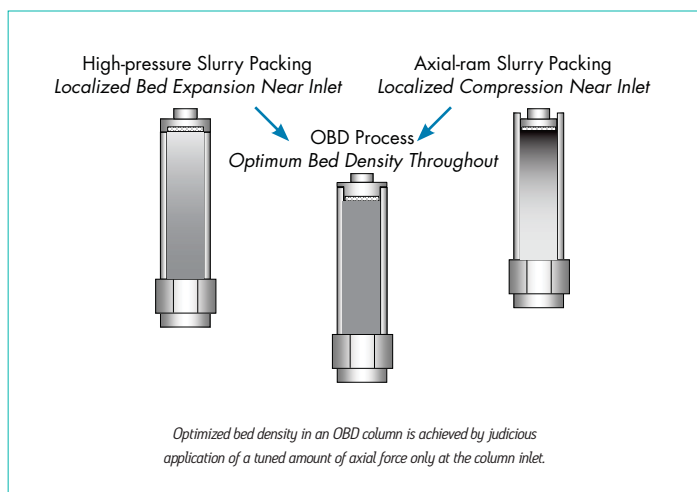 High-pressure Slurry Packing
Localized Bed Expansion Near Inlet
Axial-ram Slurry Packing
Localized Compression Near Inlet
OBD Process
Optimum Bed Density Throughout
Optimized bed density in an OBD column is achieved by judicious
application of a tuned amount of axial force only at the column inlet.